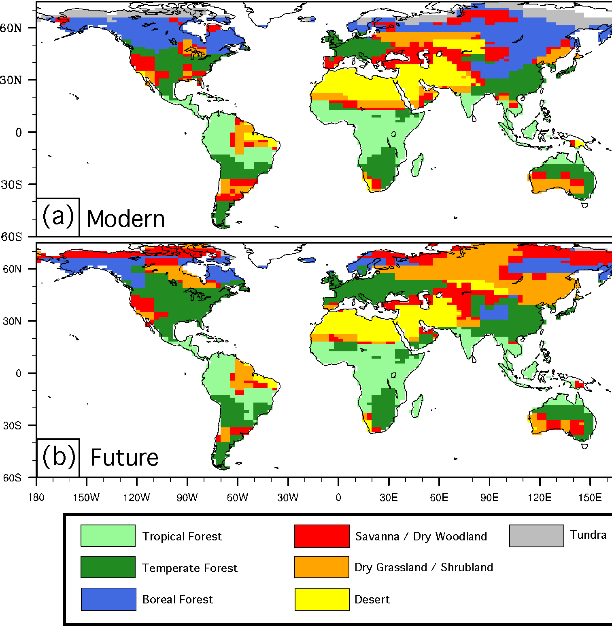 60N
30N
0
30S
60S
(a) Modern
60N
30N
0
30S
60S
(b) Future
180 150W 120W 90W 60W 30W 0 30E 60E 90E 120E 150E
Tropical Forest Savanna / Dry Woodland Tundra
Temperate Forest Dry Grassland / Shrubland
Boreal Forest Desert